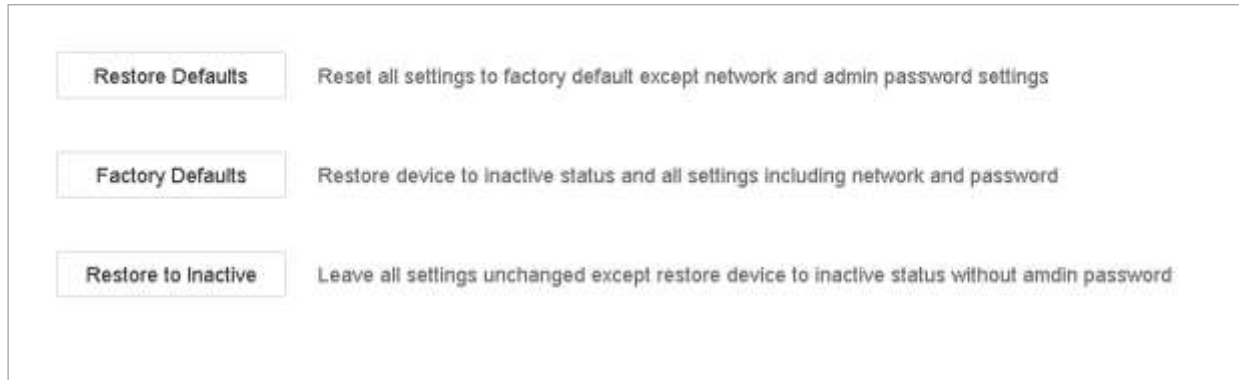 Restore Defaults Reset all settings to factory default except network and admin password settings
Factory Defaults Restore device to inactive status and all settings including network and password
Restore to Inactive Leave all settings unchanged except restore device to inactive status without amdin password